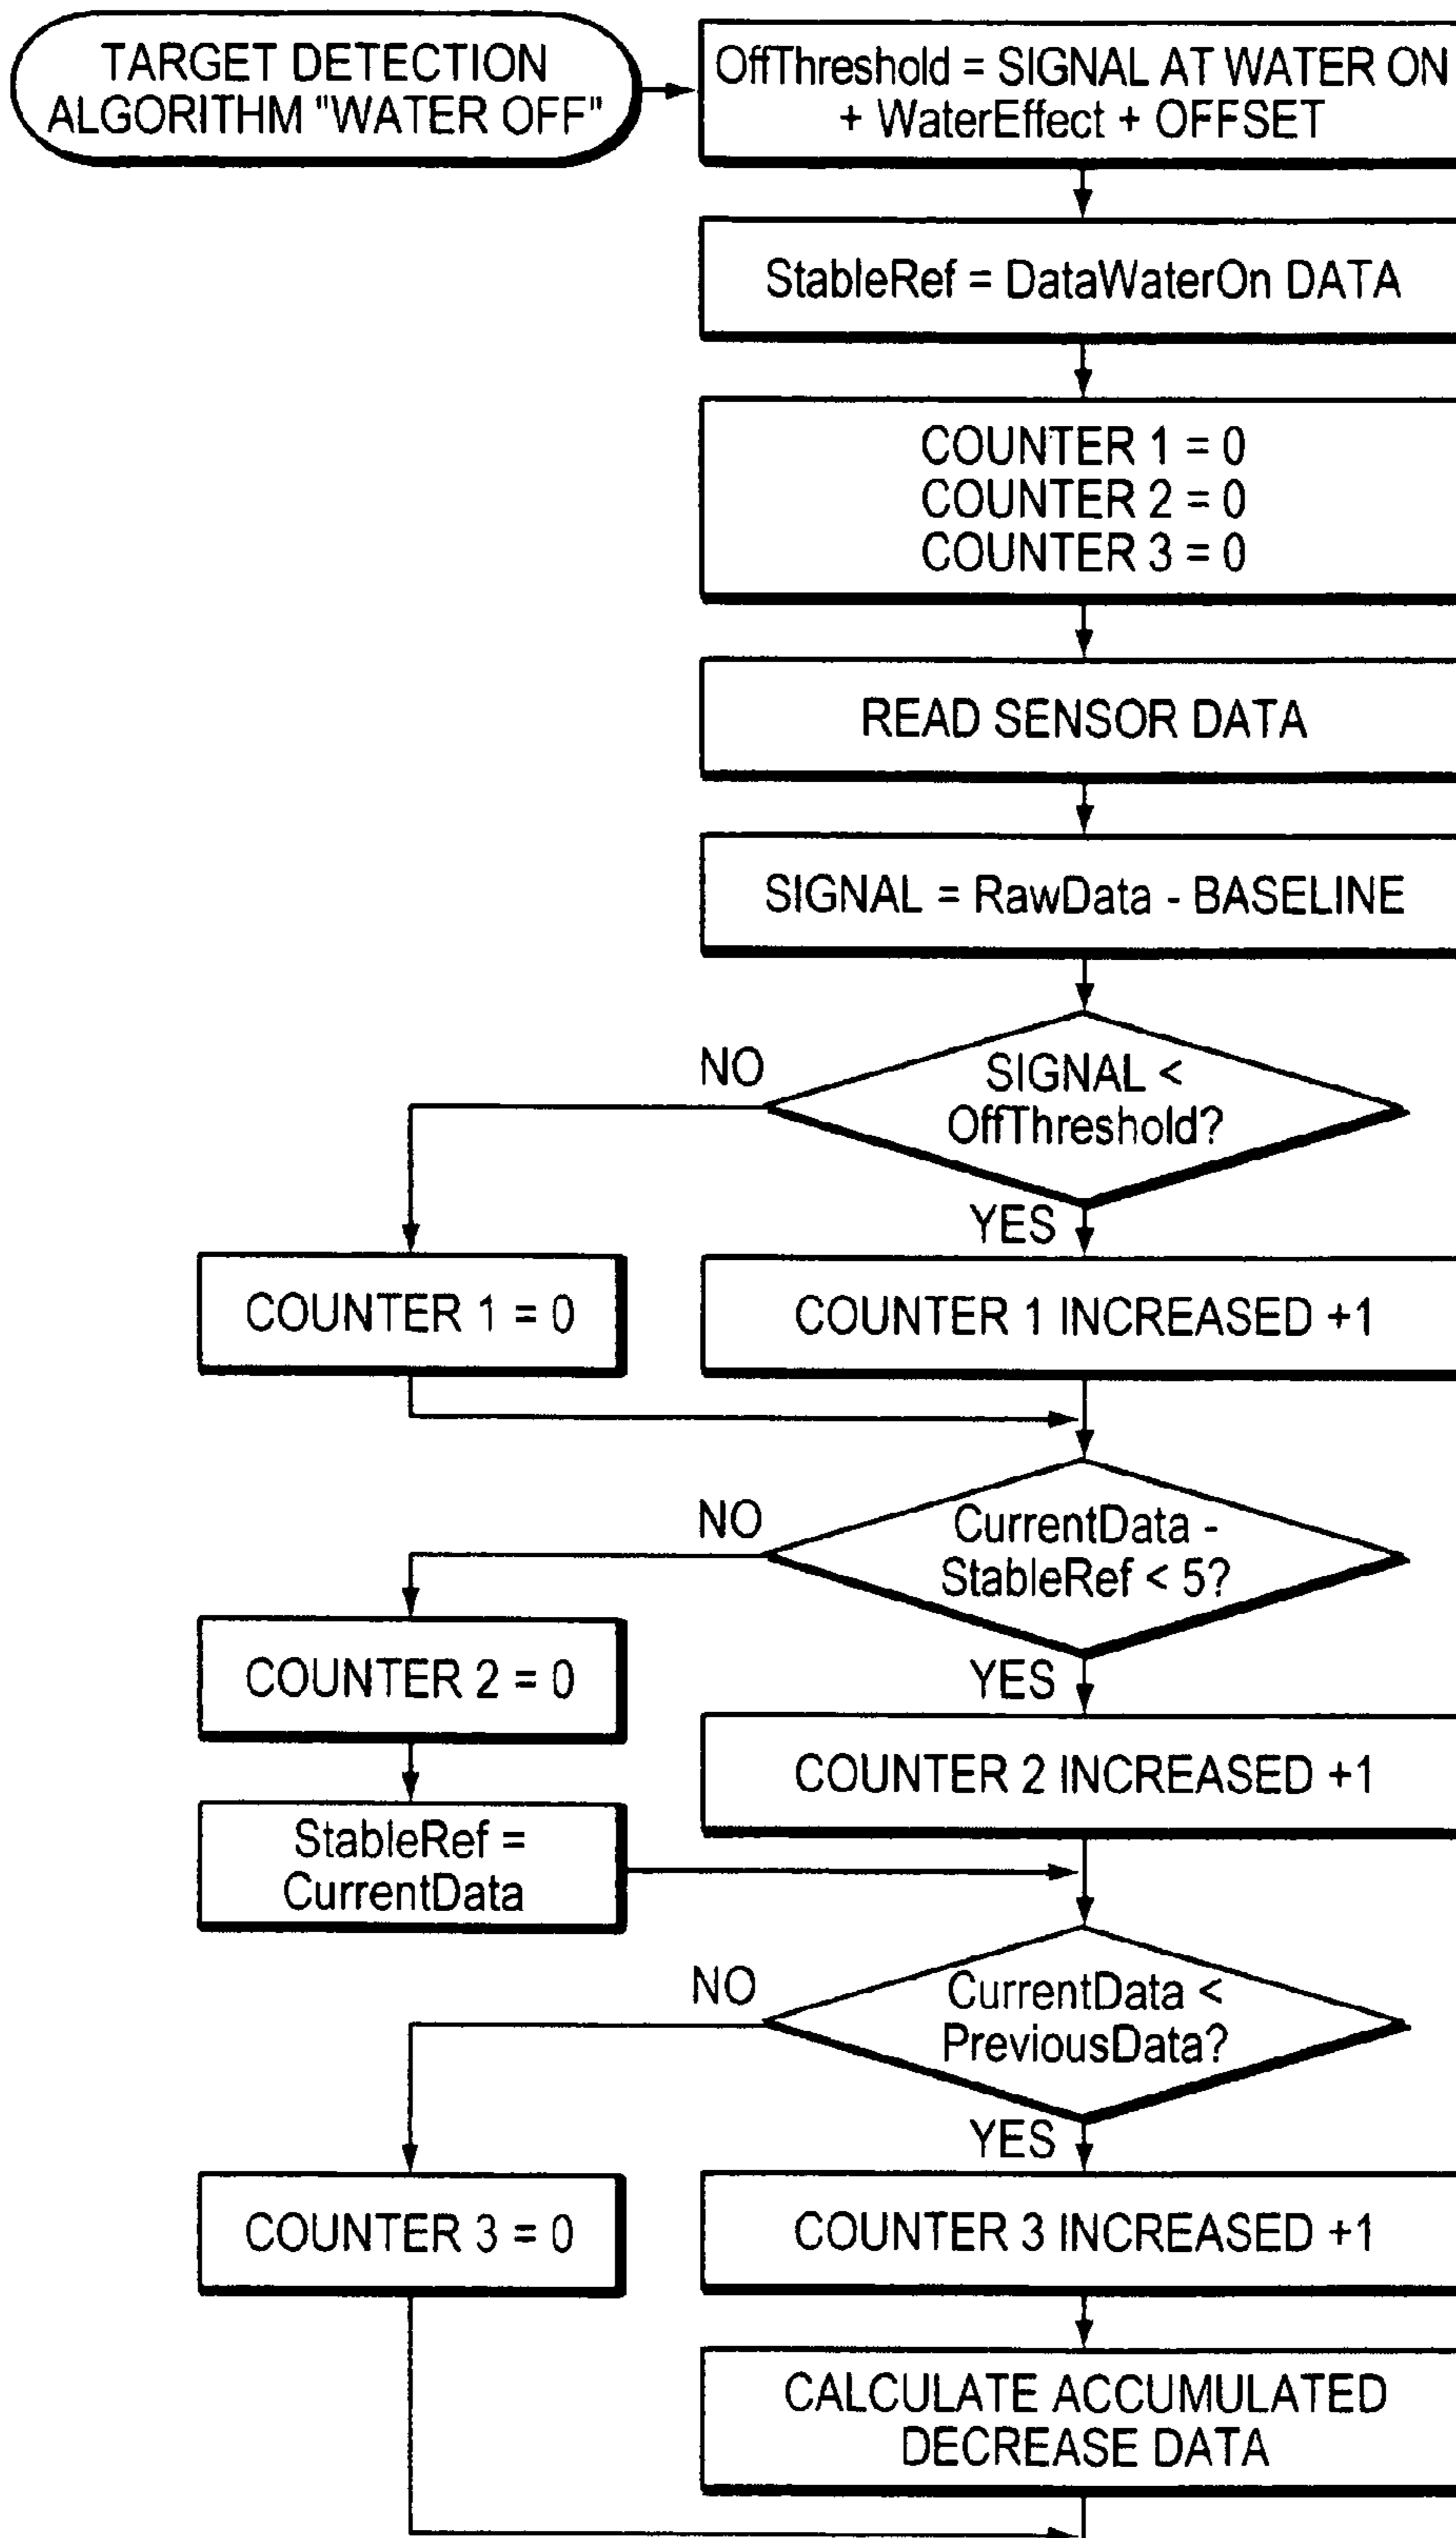 TARGET DETECTION
ALGORITHM "WATER OFF"
OffThreshold = SIGNAL AT WATER ON
+ WaterEffect + OFFSET
StableRef = DataWaterOn DATA
COUNTER 1 = 0
COUNTER 2 = 0
COUNTER 3 = 0
READ SENSOR DATA
SIGNAL = RawData - BASELINE
SIGNAL <
OffThreshold?
NO
YES
COUNTER 1 = 0
COUNTER 1 INCREASED +1
CurrentData -
StableRef < 5?
NO
YES
COUNTER 2 = 0
COUNTER 2 INCREASED +1
StableRef =
CurrentData
CurrentData <
PreviousData?
NO
YES
COUNTER 3 = 0
COUNTER 3 INCREASED +1
CALCULATE ACCUMULATED
DECREASE DATA